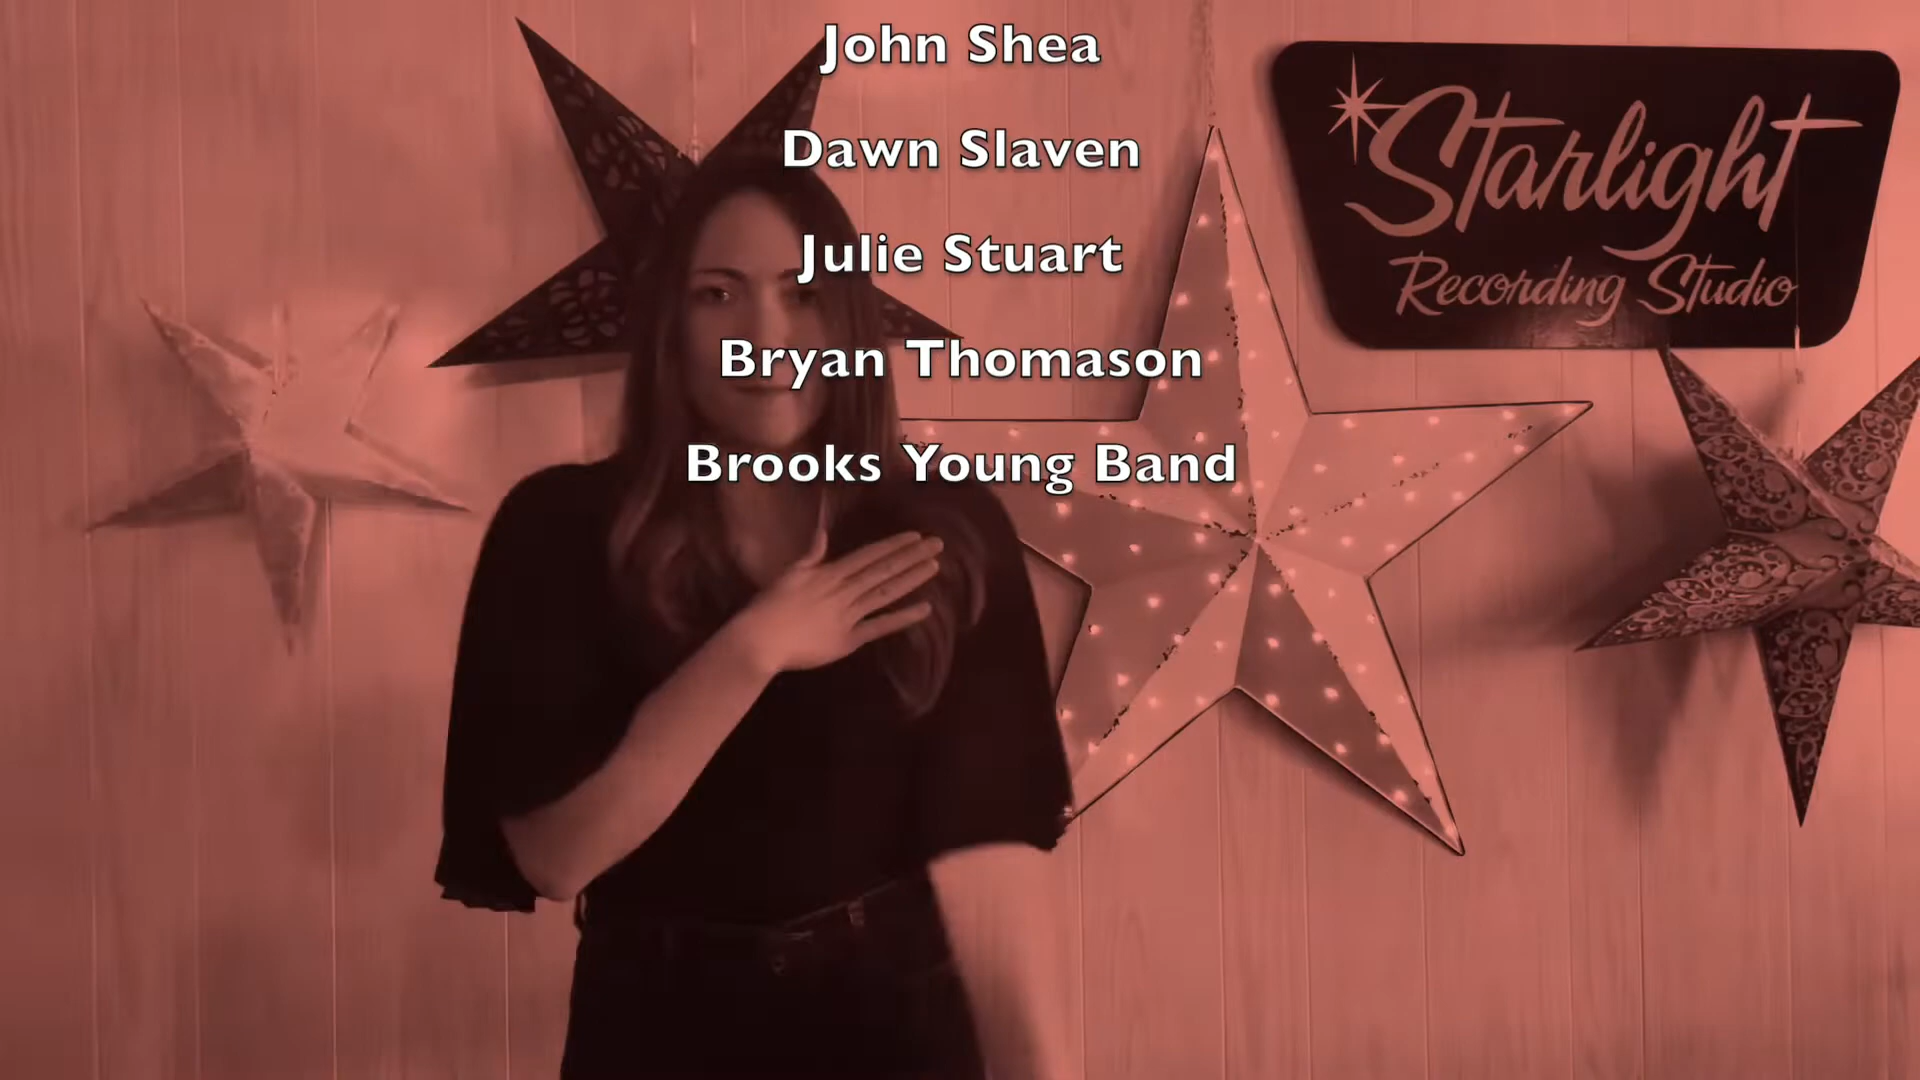 John Shea
Dawn Slaven
Julie Stuart
Bryan Thomason
Brooks Young Band
Starlight
Recording Studio